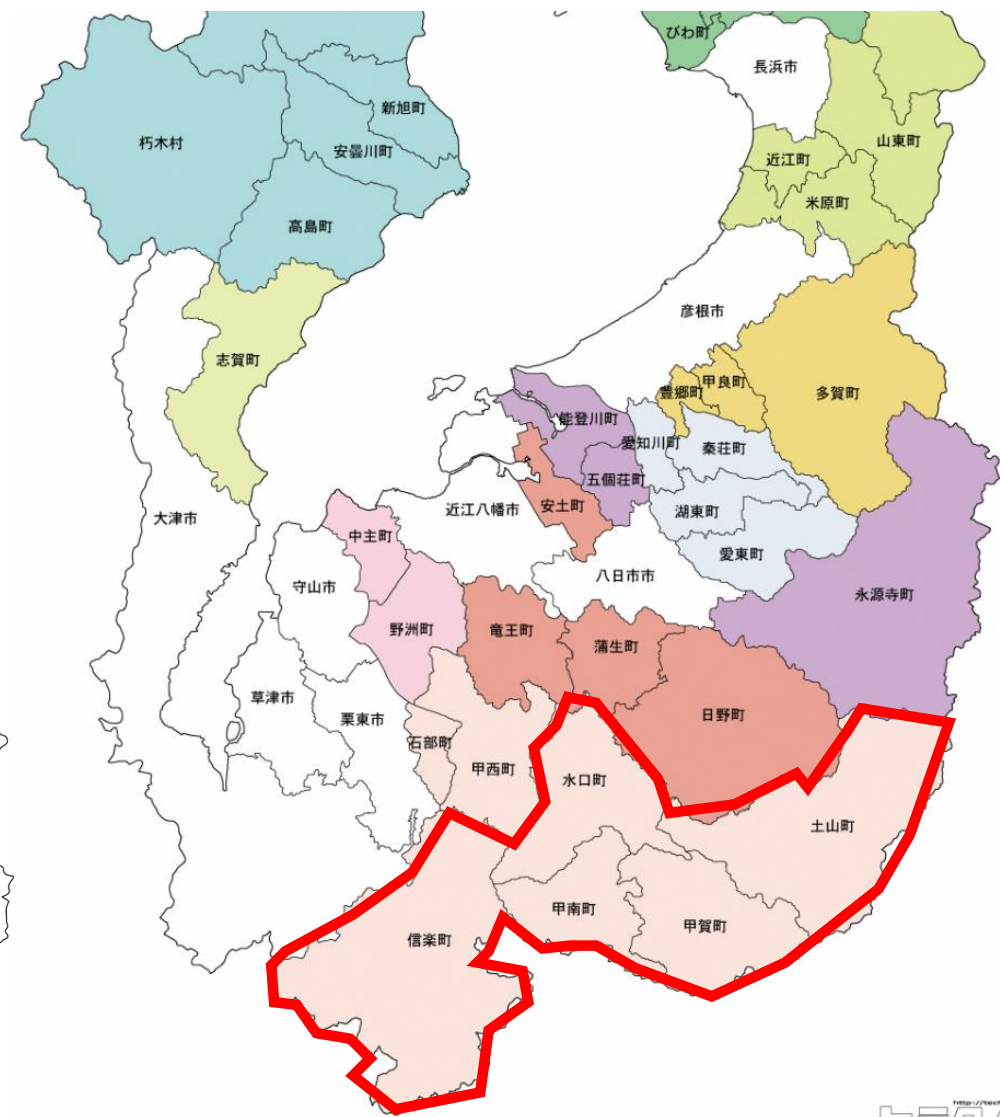 びわ町
長浜市
新旭町
朽木村
安曇川町
山東町
近江町
米原町
高島町
彦根市
志賀町
甲良町
豊郷町
多賀町
能登川町
愛知川町
秦荘町
五個荘町
近江八幡市
安土町
湖東町
大津市
中主町
愛東町
八日市市
守山市
永源寺町
野洲町
竜王町
蒲生町
草津市
栗東市
日野町
石部町
甲西町
水口町
土山町
甲南町
甲賀町
信楽町